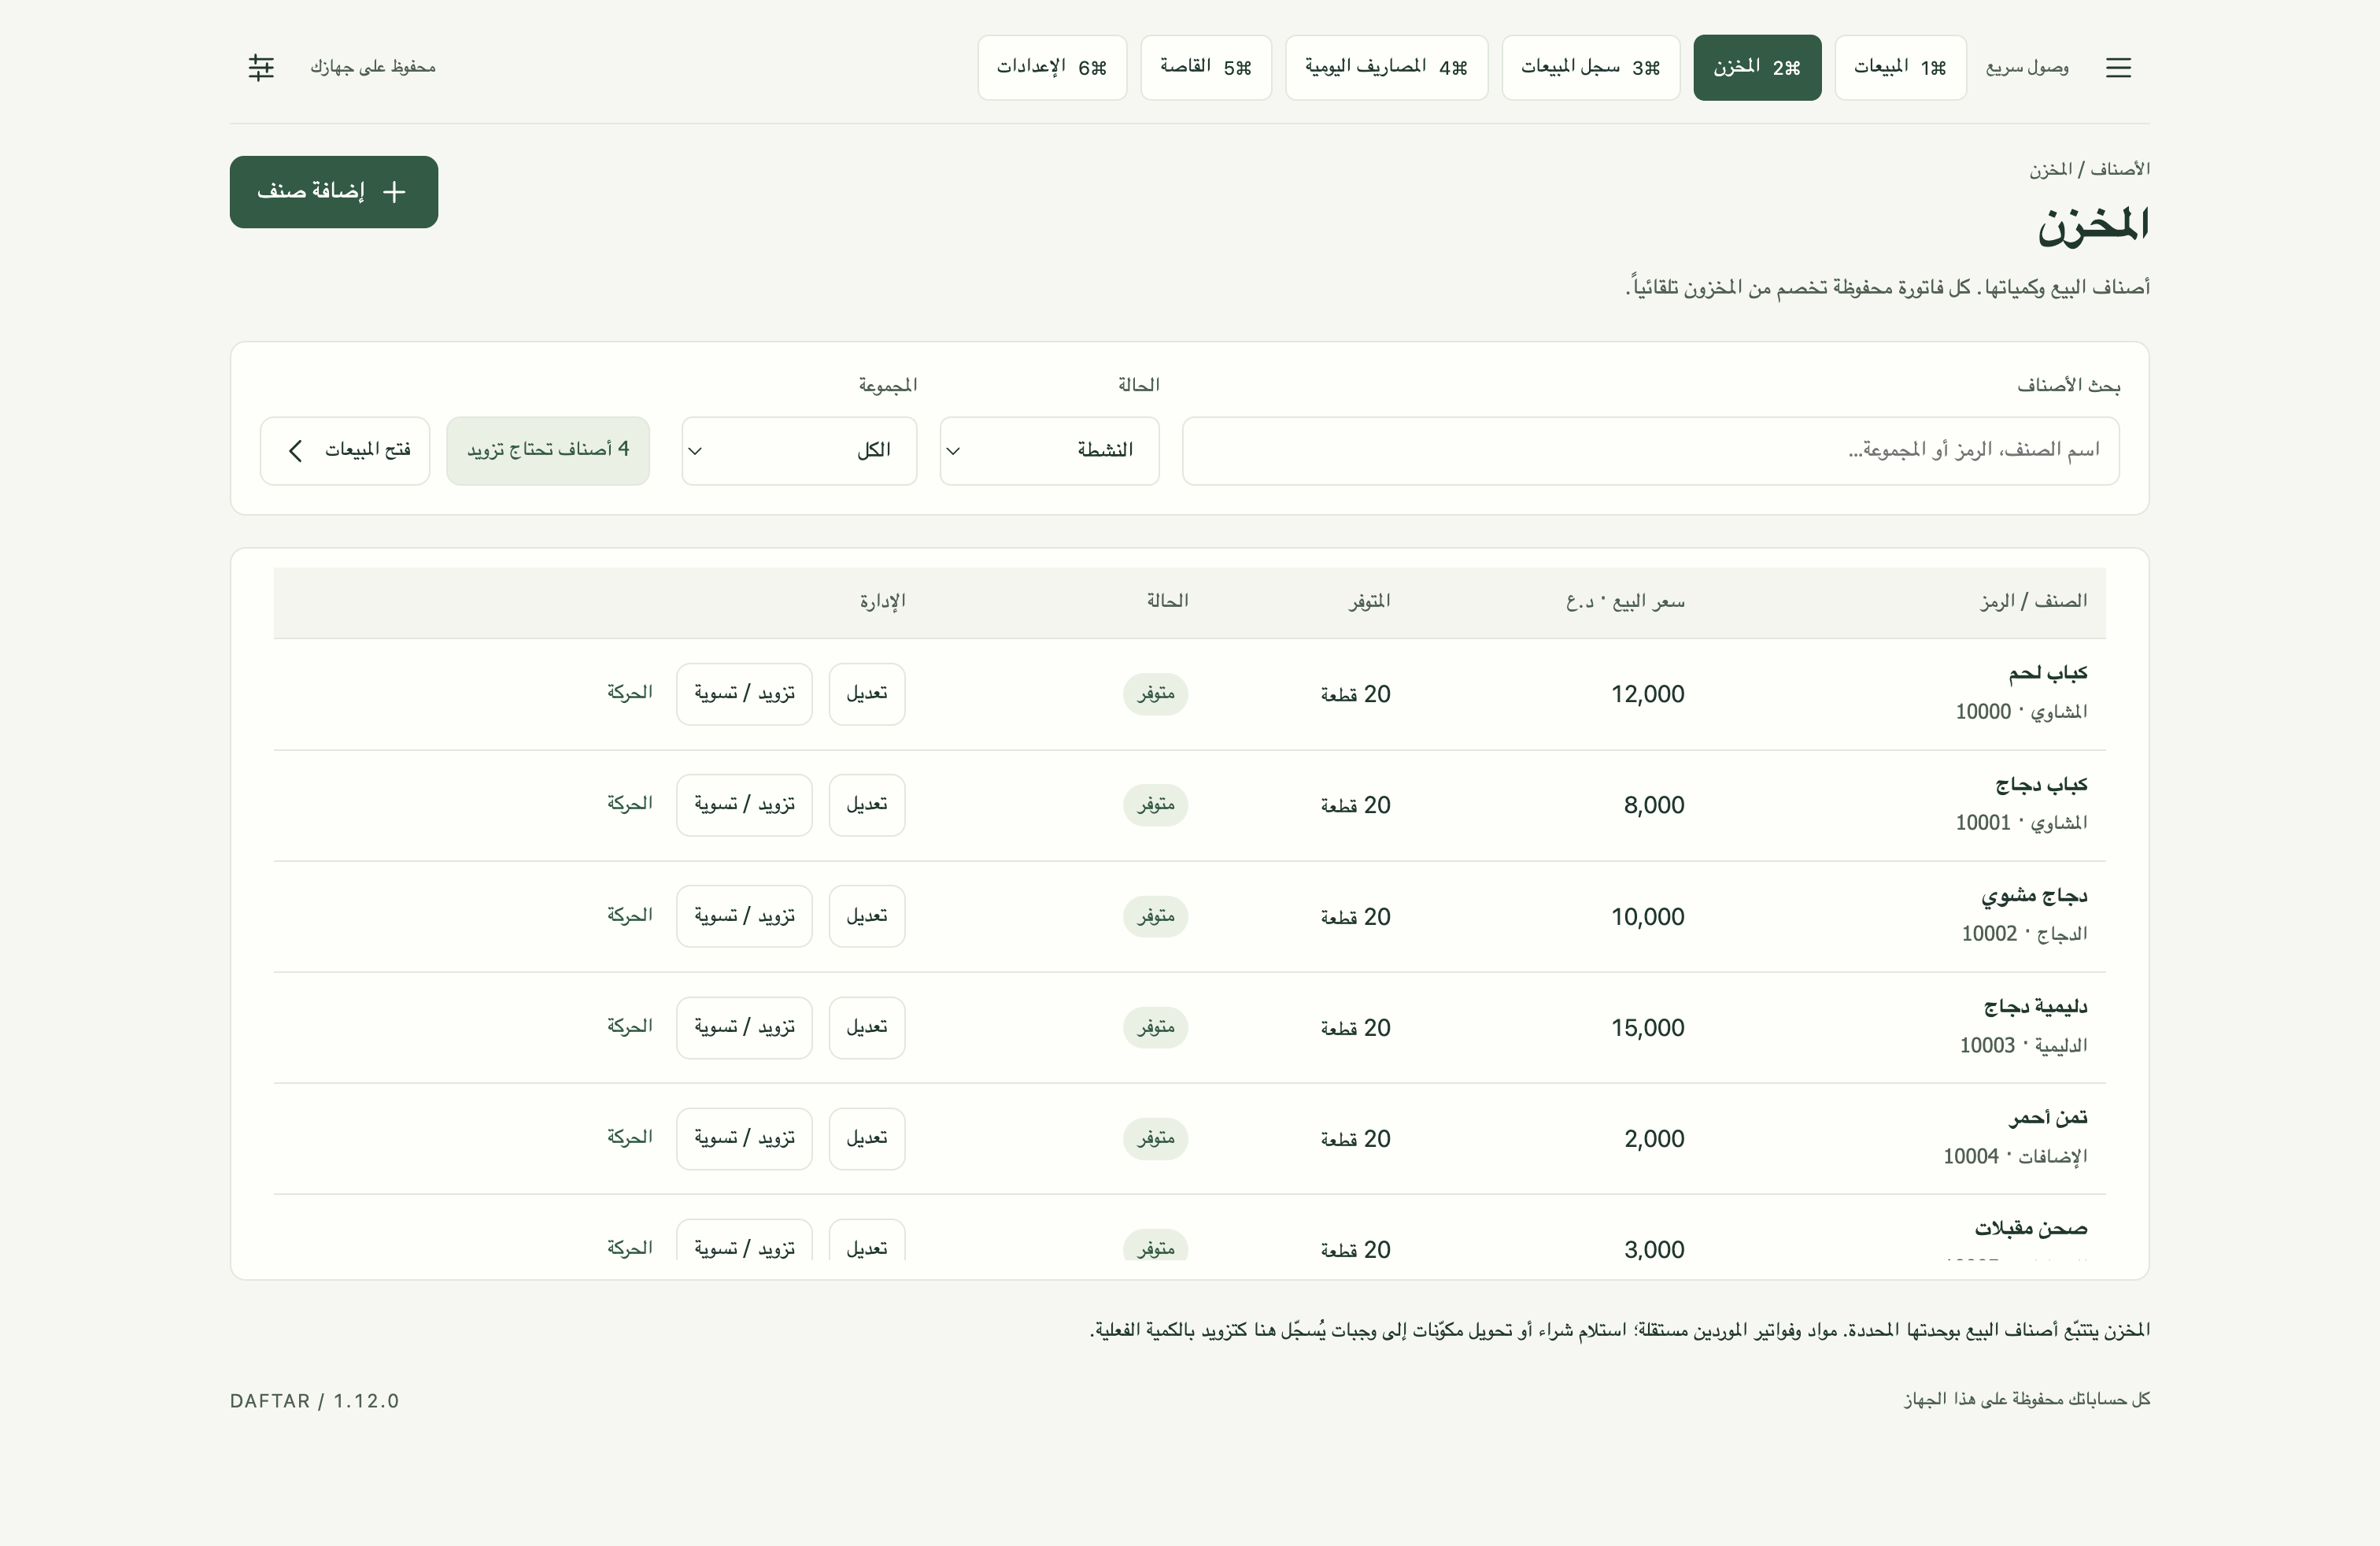 وصول سريع
⌘1 المبيعات
⌘2 المخزن
⌘3 سجل المبيعات
⌘4 المصاريف اليومية
⌘5 القاصة
⌘6 الإعدادات
محفوظ على جهازك
الأصناف / المخزن
المخزن
أصناف البيع وكمياتها. كل فاتورة محفوظة تخصم من المخزون تلقائياً.
+ إضافة صنف
بحث الأصناف
الحالة
المجموعة
اسم الصنف، الرمز أو المجموعة...
النشطة
الكل
4 أصناف تحتاج تزويد
فتح المبيعات
الصنف / الرمز
سعر البيع · د.ع
المتوفر
الحالة
الإدارة
كباب لحم
المشاوي · 10000
12,000
20 قطعة
متوفر
تعديل
تزويد / تسوية
الحركة
كباب دجاج
المشاوي · 10001
8,000
20 قطعة
متوفر
تعديل
تزويد / تسوية
الحركة
دجاج مشوي
الدجاج · 10002
10,000
20 قطعة
متوفر
تعديل
تزويد / تسوية
الحركة
دليمية دجاج
الدليمية · 10003
15,000
20 قطعة
متوفر
تعديل
تزويد / تسوية
الحركة
تمن أحمر
الإضافات · 10004
2,000
20 قطعة
متوفر
تعديل
تزويد / تسوية
الحركة
صحن مقبلات
3,000
20 قطعة
متوفر
تعديل
تزويد / تسوية
الحركة
المخزن يتتبّع أصناف البيع بوحدتها المحددة. مواد وفواتير الموردين مستقلة؛ استلام شراء أو تحويل مكوّنات إلى وجبات يُسجّل هنا كتزويد بالكمية الفعلية.
كل حساباتك محفوظة على هذا الجهاز
DAFTAR / 1.12.0